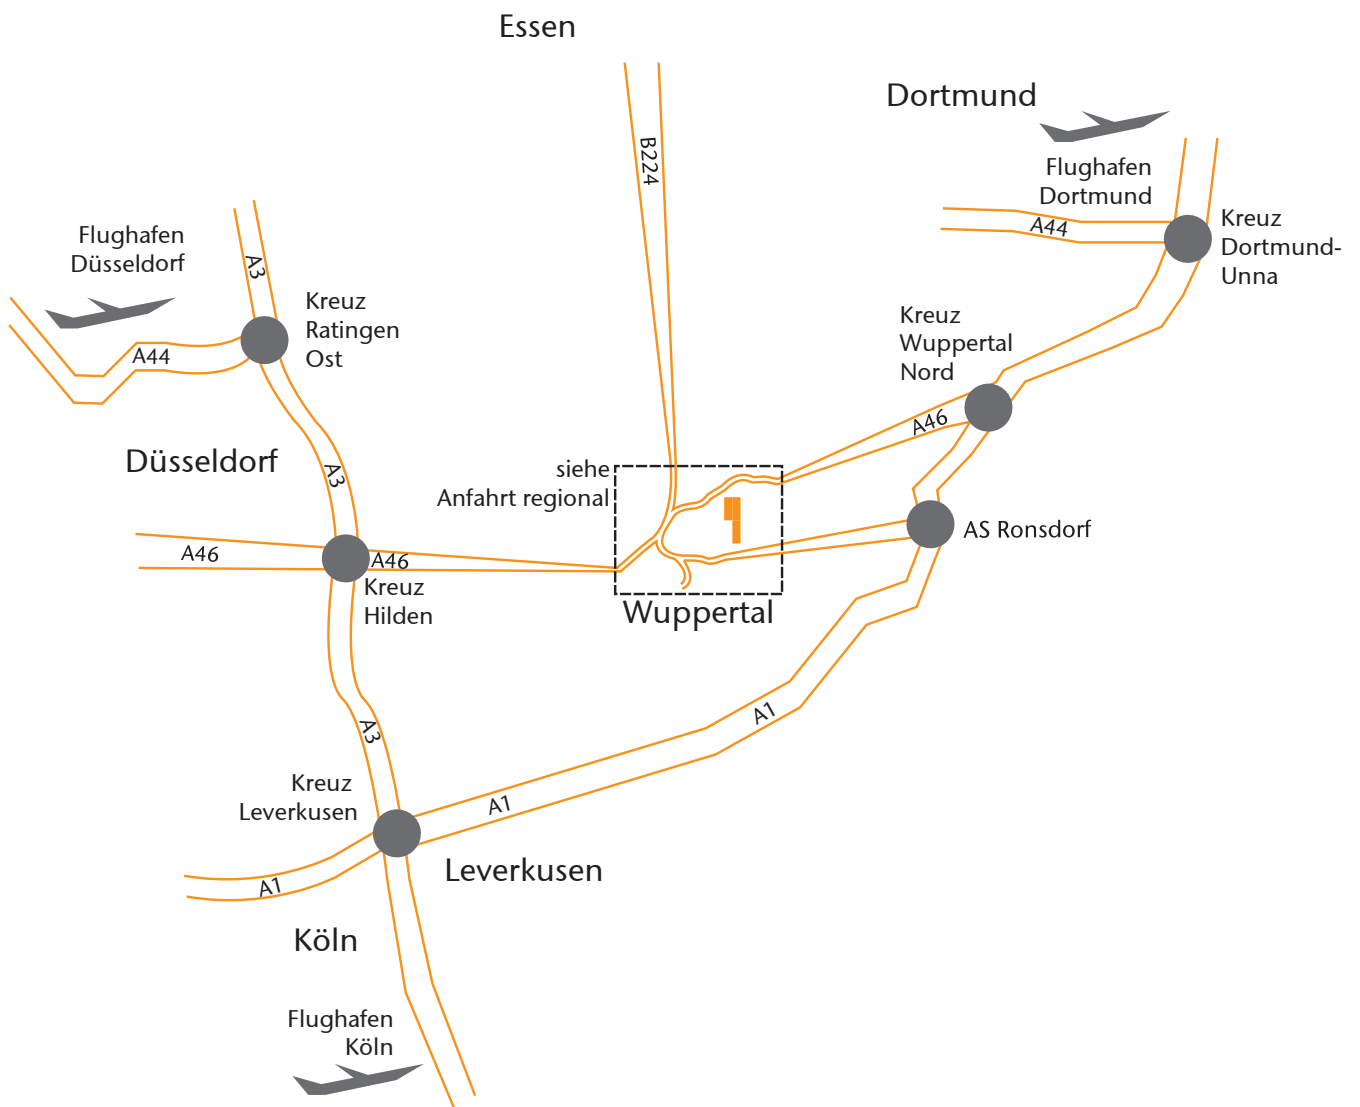 Essen
Dortmund
B224
Flughafen
Dortmund
A44
Kreuz
Dortmund-
Unna
Flughafen
Düsseldorf
A3
Kreuz
Ratingen
Ost
A44
Kreuz
Wuppertal
Nord
A46
Düsseldorf
A3
siehe
Anfahrt regional
AS Ronsdorf
A46
A46
Kreuz
Hilden
Wuppertal
A3
A1
Kreuz
Leverkusen
A1
Leverkusen
A1
Köln
Flughafen
Köln